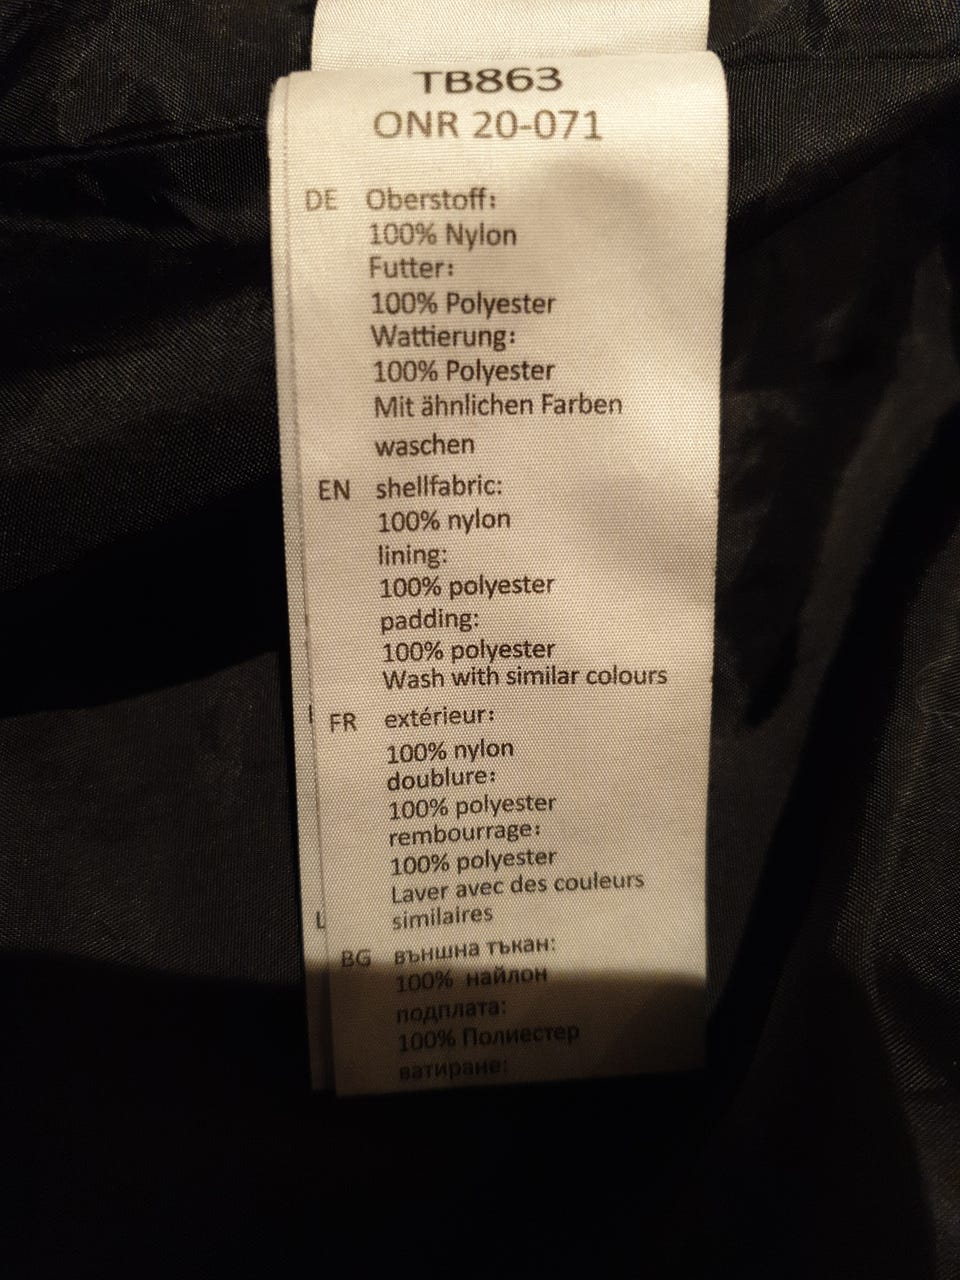 TB863
ONR 20-071
DE Oberstoff:
100% Nylon
Futter:
100% Polyester
Wattierung:
100% Polyester
Mit ähnlichen Farben
waschen
EN shellfabric:
100% nylon
lining:
100% polyester
padding:
100% polyester
Wash with similar colours
FR extérieur:
100% nylon
doublure:
100% polyester
rembourrage:
100% polyester
Laver avec des couleurs
similaires
BG външна тъкан:
100% найлон
подплата:
100% Полиестер
ватиране: